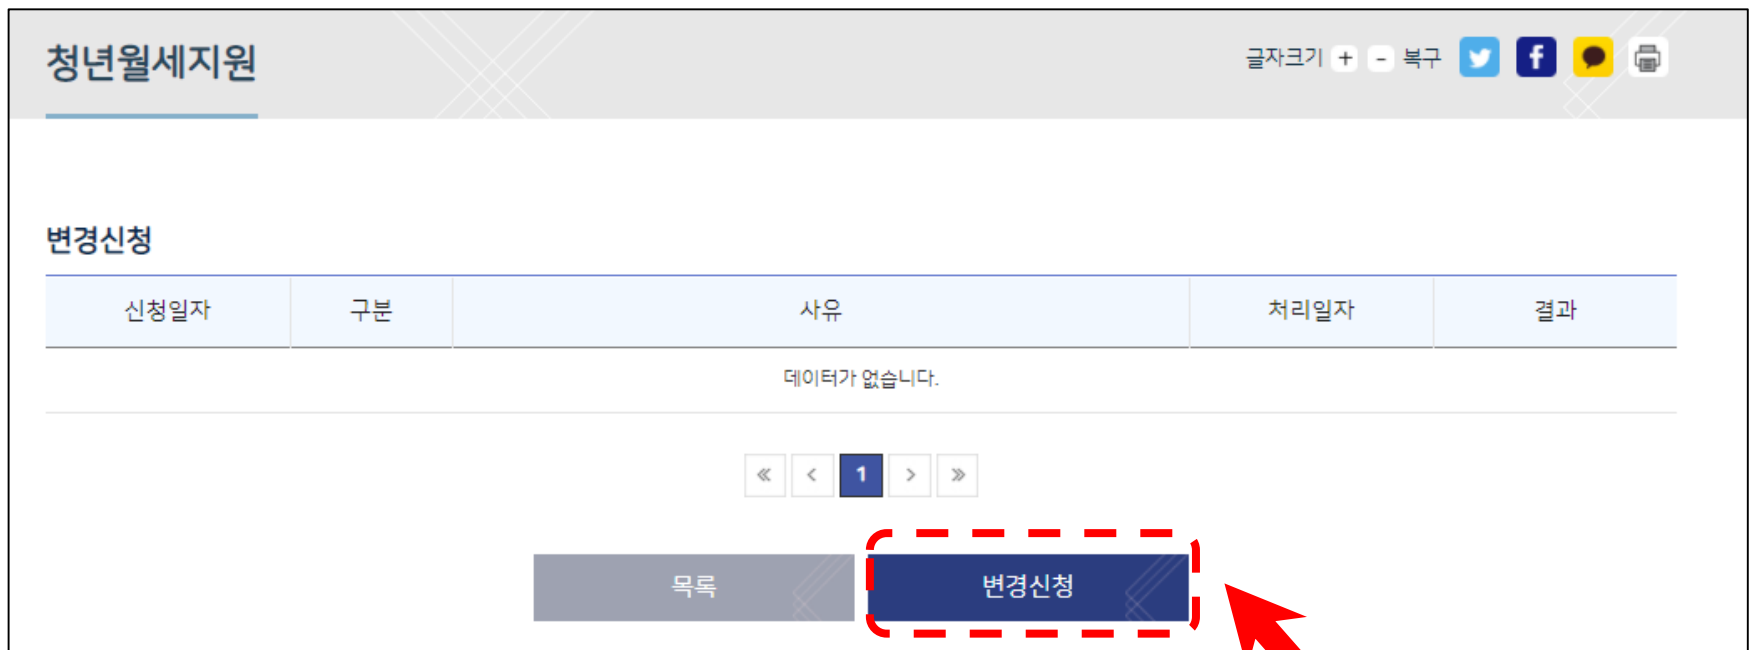 청년월세지원
글자크기 + - 복구
변경신청
신청일자 구분 사유 처리일자 결과
데이터가 없습니다.
« < 1 > »
목록 변경신청